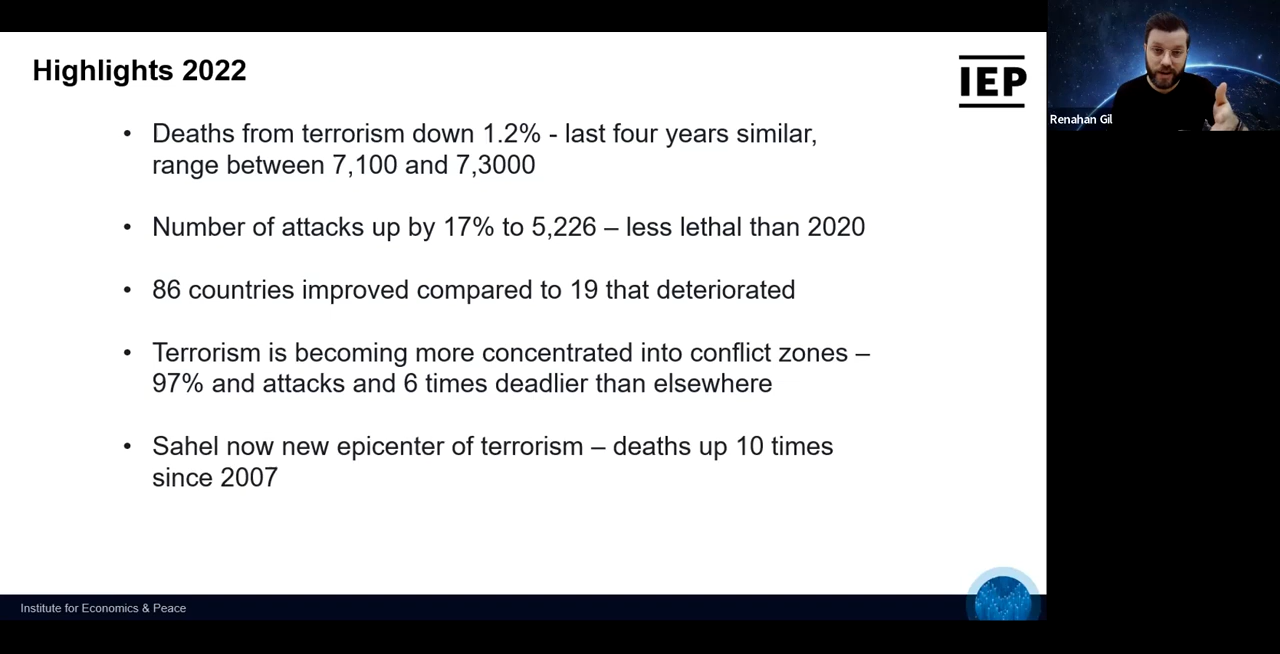 Highlights 2022
IEP
Renahan Gil
• Deaths from terrorism down 1.2% - last four years similar,
range between 7,100 and 7,3000
• Number of attacks up by 17% to 5,226 – less lethal than 2020
• 86 countries improved compared to 19 that deteriorated
• Terrorism is becoming more concentrated into conflict zones –
97% and attacks and 6 times deadlier than elsewhere
• Sahel now new epicenter of terrorism – deaths up 10 times
since 2007
Institute for Economics & Peace